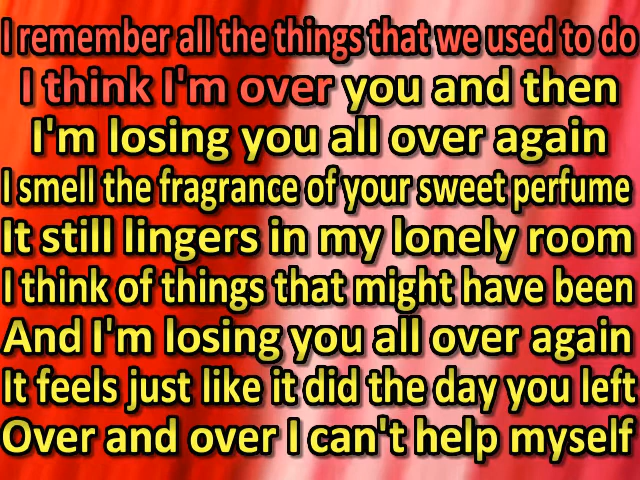 I remember all the things that we used to do
I think I'm over you and then
I'm losing you all over again
I smell the fragrance of your sweet perfume
It still lingers in my lonely room
I think of things that might have been
And I'm losing you all over again
It feels just like it did the day you left
Over and over I can't help myself